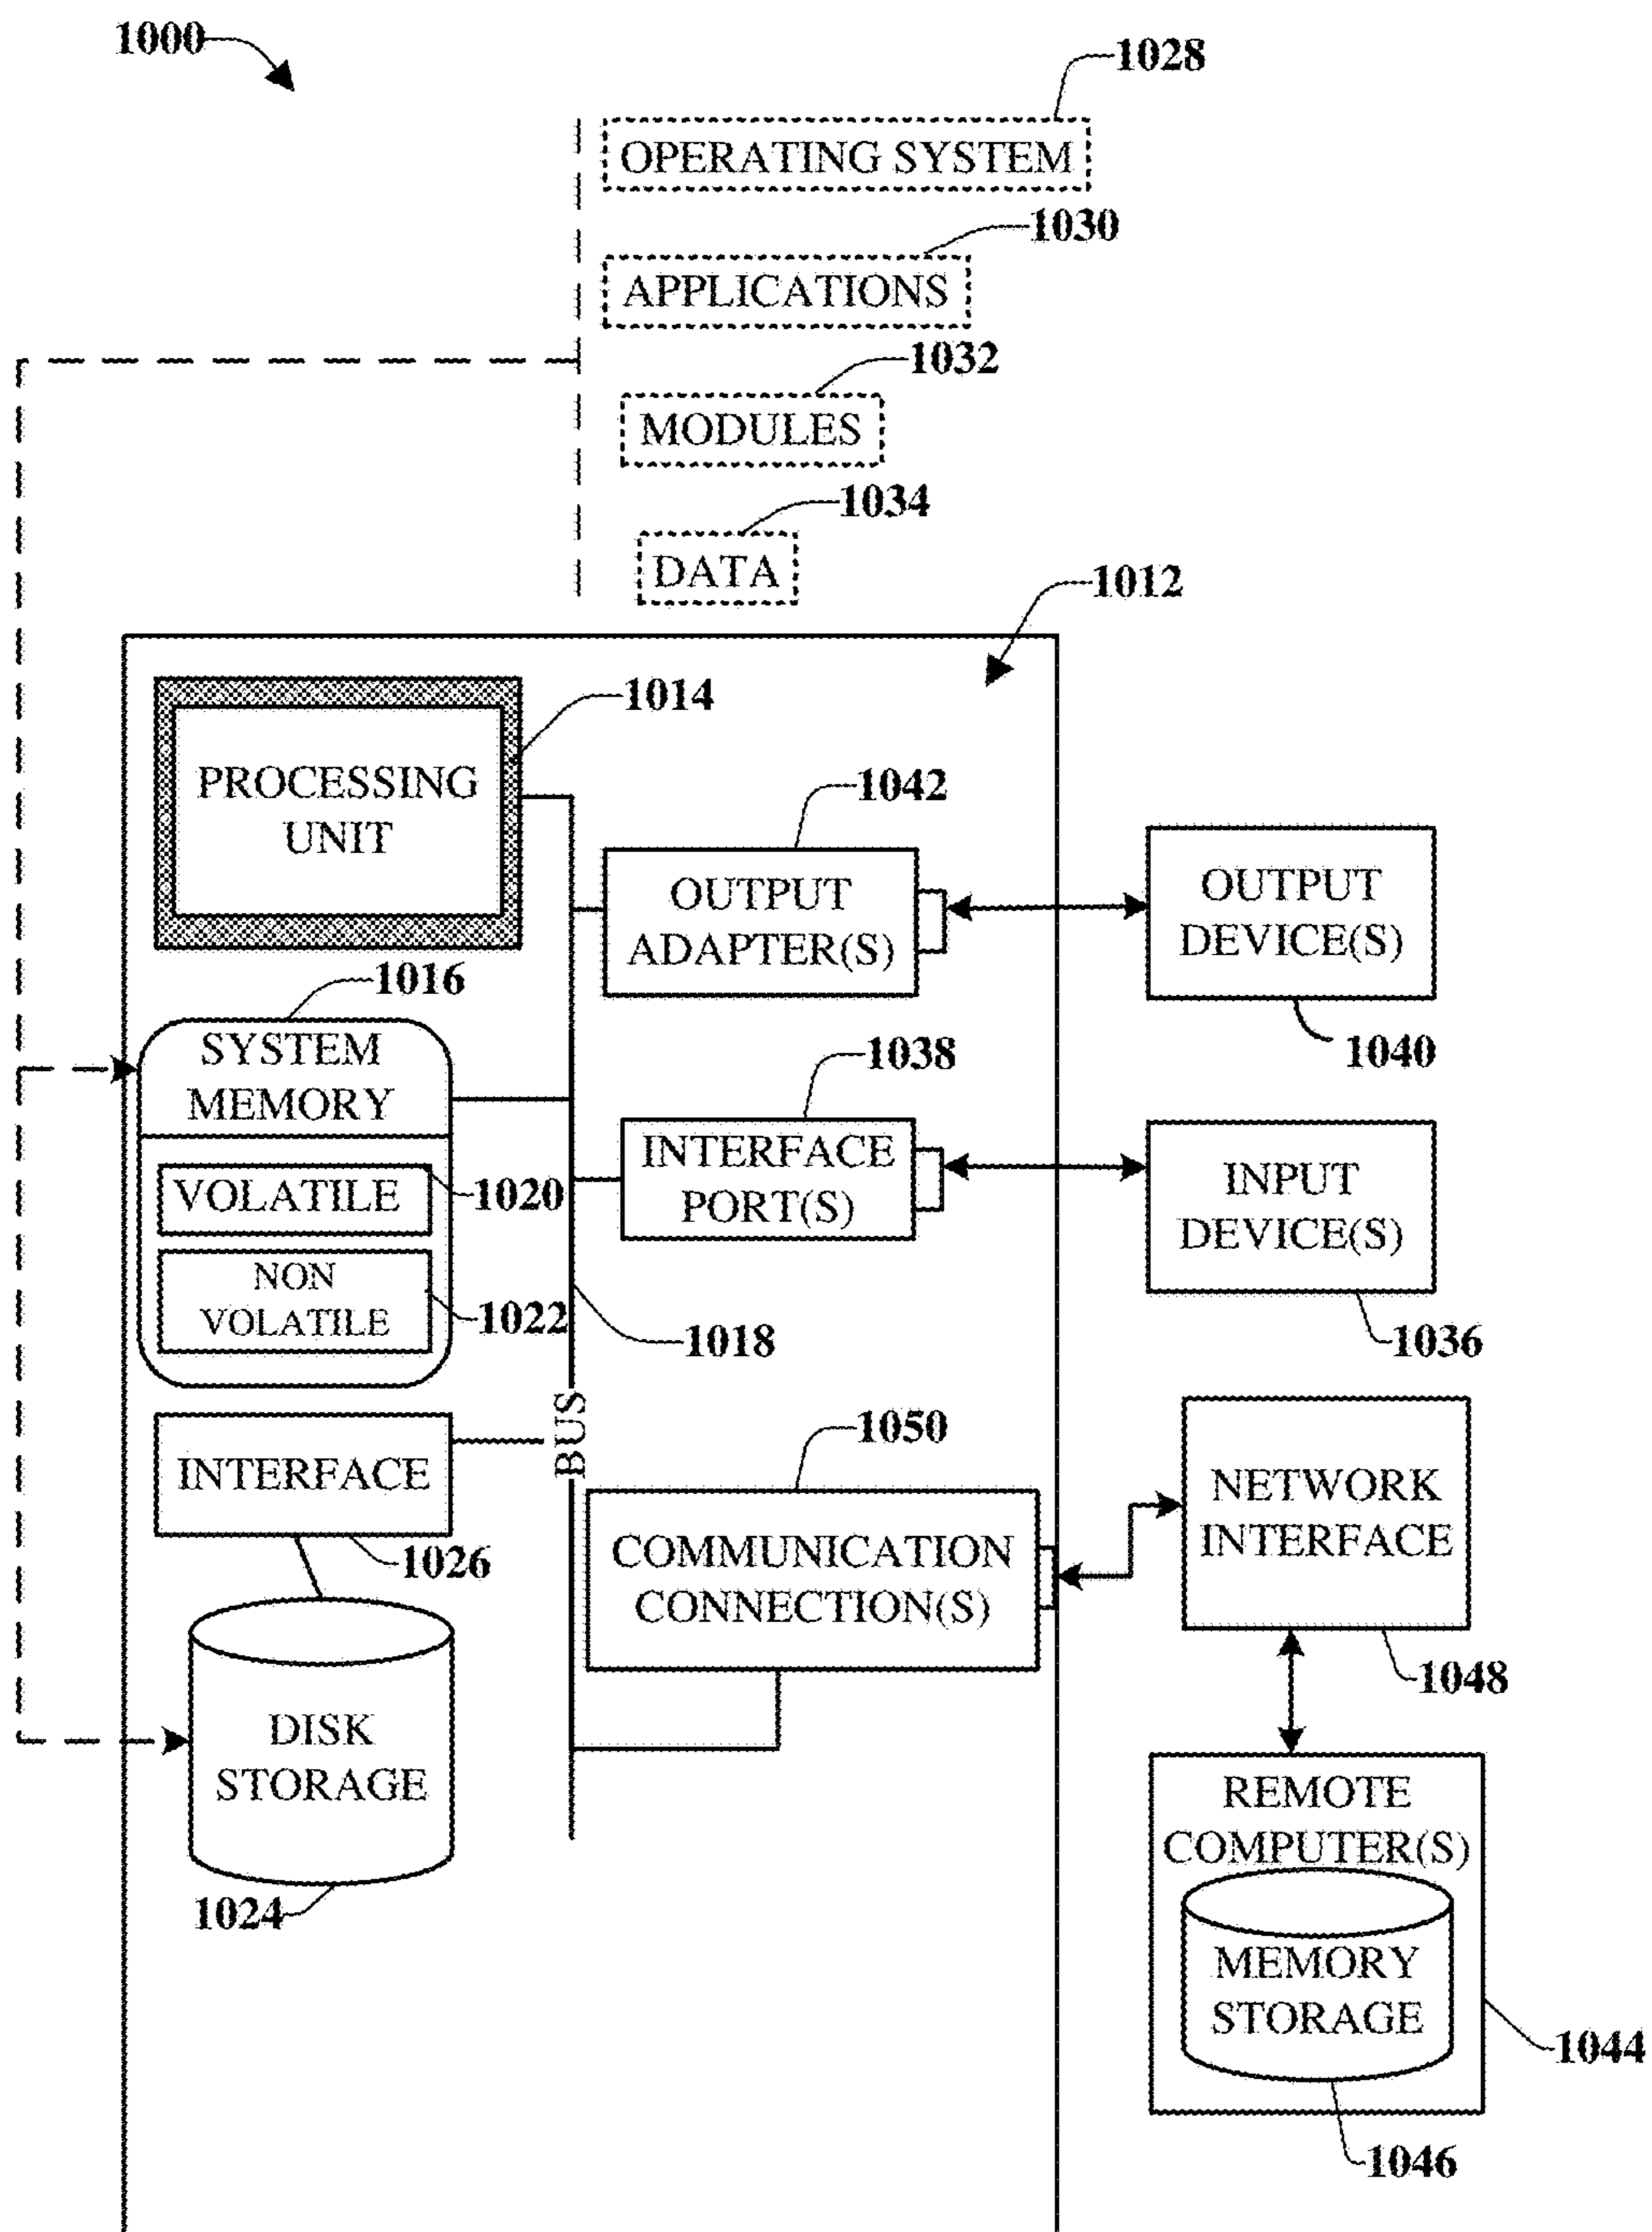 1000
1028
OPERATING SYSTEM
1030
APPLICATIONS
1032
MODULES
1034
DATA
1012
1014
PROCESSING
UNIT
1042
OUTPUT
ADAPTER(S)
OUTPUT
DEVICE(S)
1040
1016
SYSTEM
MEMORY
1038
INTERFACE
PORT(S)
INPUT
DEVICE(S)
1036
VOLATILE
1020
NON
VOLATILE
1022
1018
BUS
INTERFACE
1026
1050
COMMUNICATION
CONNECTION(S)
NETWORK
INTERFACE
1048
DISK
STORAGE
1024
REMOTE
COMPUTER(S)
MEMORY
STORAGE
1044
1046